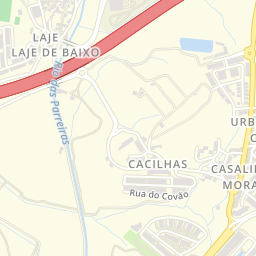 LAJE
LAJE DE BAIXO
Rio das Parreiras
URB
CACILHAS
CASALI
MORA
Rua do Covão